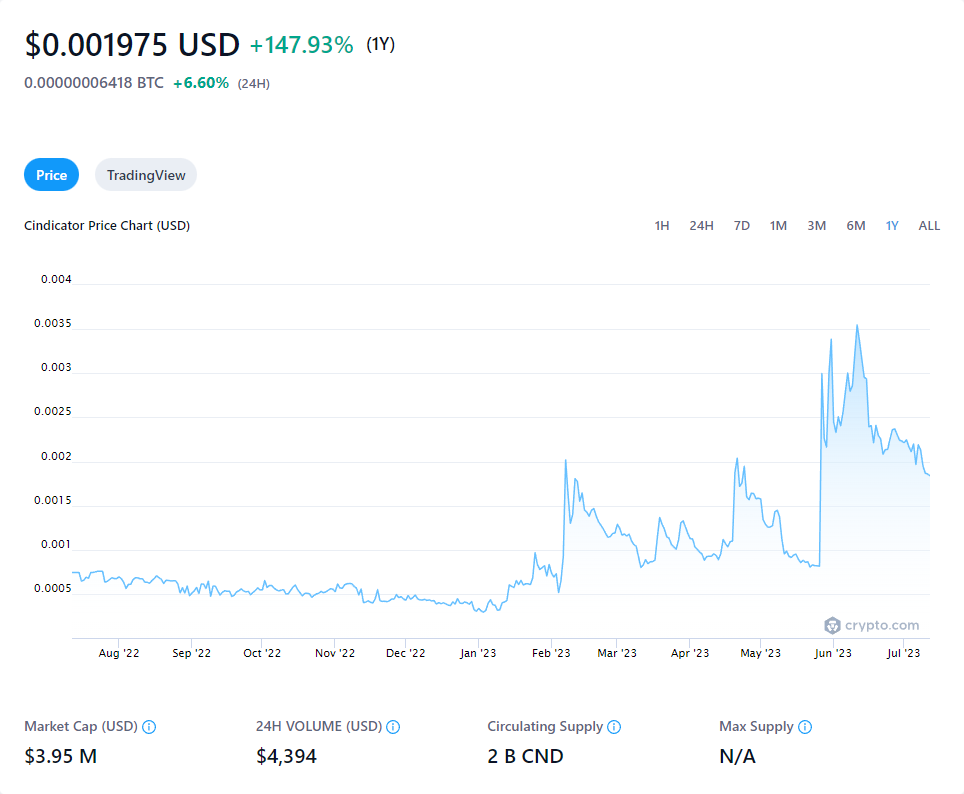 $0.001975 USD +147.93% (1Y)
0.00000006418 BTC +6.60% (24H)
Price TradingView
Cindicator Price Chart (USD) 1H 24H 7D 1M 3M 6M 1Y ALL
0.004
0.0035
0.003
0.0025
0.002
0.0015
0.001
0.0005
crypto.com
Aug '22 Sep '22 Oct '22 Nov '22 Dec '22 Jan '23 Feb '23 Mar '23 Apr '23 May '23 Jun '23 Jul '23
Market Cap (USD) 24H VOLUME (USD) Circulating Supply Max Supply
$3.95 M $4,394 2 B CND N/A